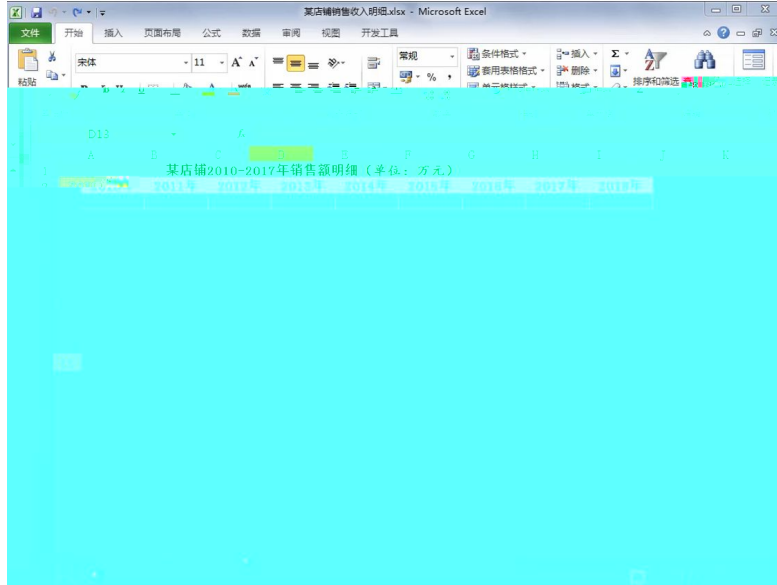 某店铺销售收入明细.xlsx - Microsoft Excel
文件 开始 插入 页面布局 公式 数据 审阅 视图 开发工具
宋体 11 A A 常规 条件格式 插入 Σ
粘贴 % , 套用表格格式 删除 排序和筛选
D13
A B C D E G H
1 某店铺2010-2017年销售额明细（单位：万元）
2011年 2012年 2013年 2014年 2015年 2016年 2017年 2018年